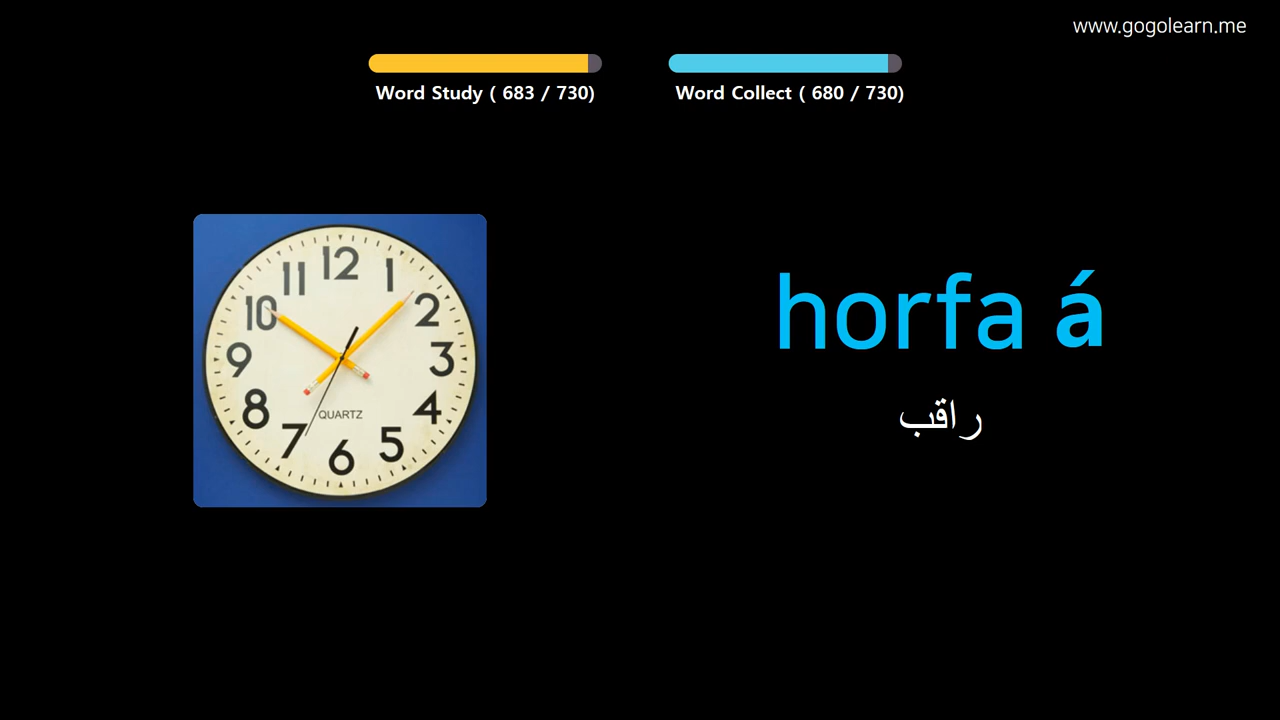 www.gogolearn.me
Word Study ( 683 / 730)
Word Collect ( 680 / 730)
12
11
1
10
2
9
3
8
4
QUARTZ
7
5
6
horfa á
راقب